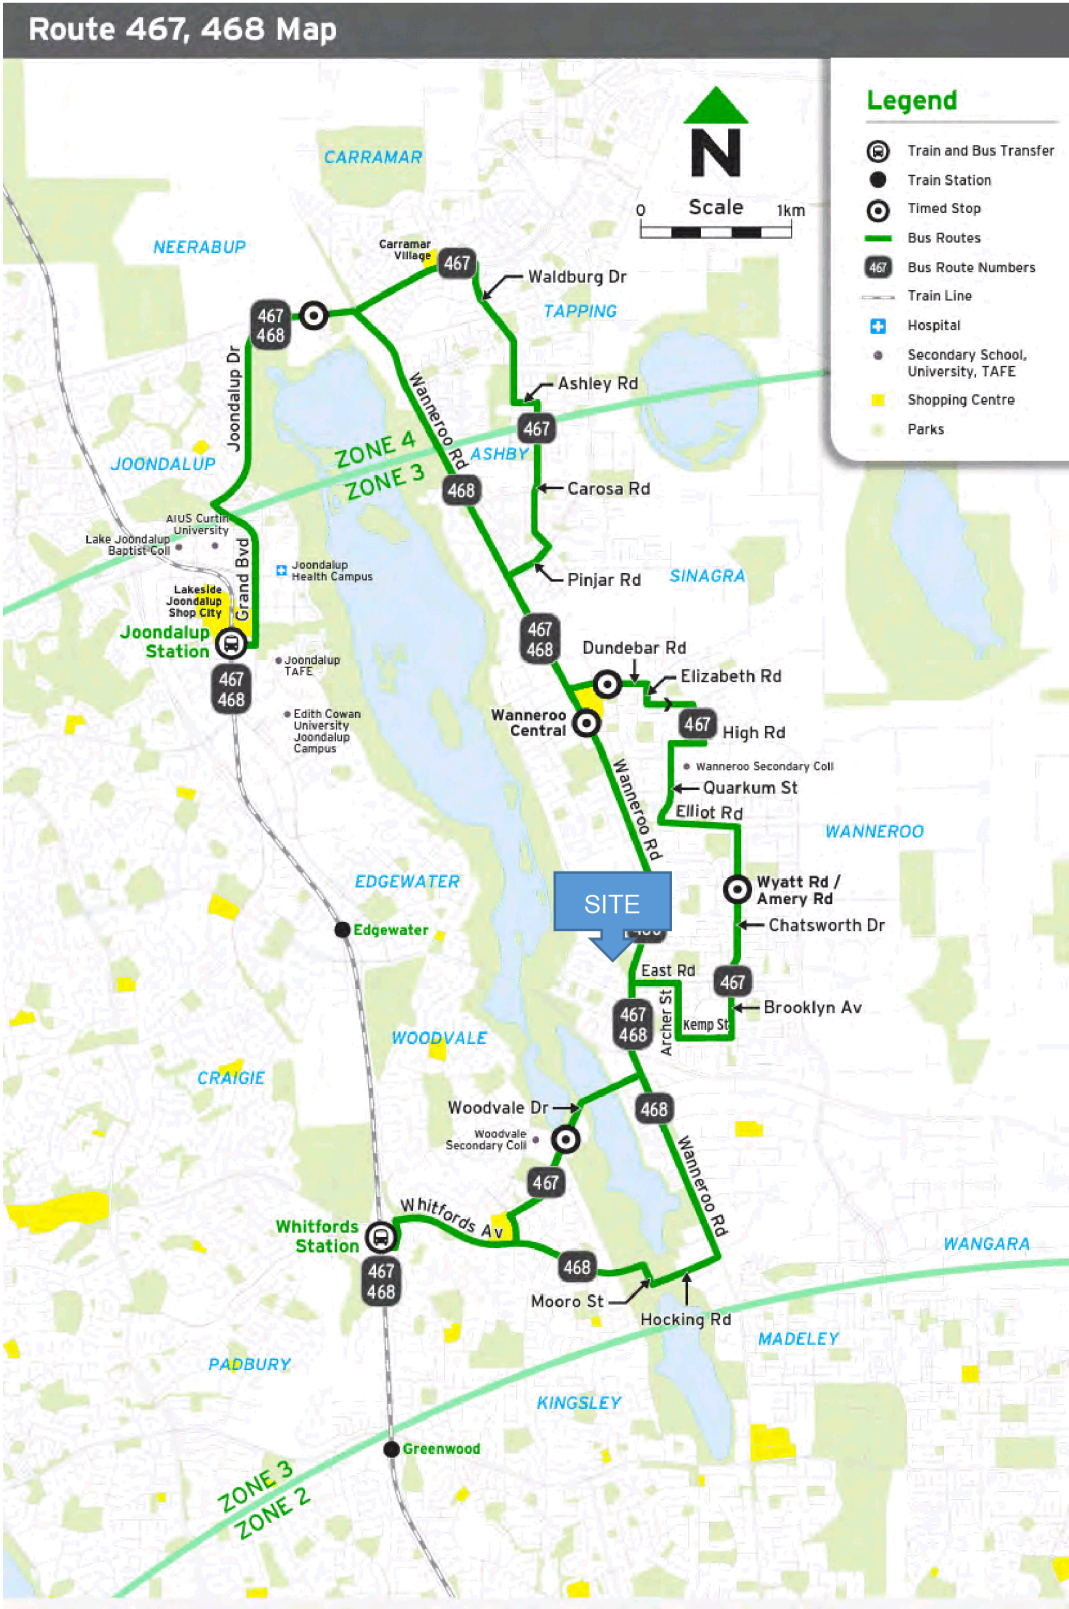 Route 467, 468 Map
Legend
Train and Bus Transfer
Train Station
Timed Stop
Bus Routes
467
Bus Route Numbers
Train Line
Hospital
Secondary School,
University, TAFE
Shopping Centre
Parks
N
0 Scale 1km
CARRAMAR
NEERABUP
Carramar
Village
467
Waldburg Dr
TAPPING
467
468
Joondalup Dr
Wanneroo Rd
Ashley Rd
467
ZONE 4
ZONE 3
ASHBY
JOONDALUP
468
Carosa Rd
AIUS Curtin
University
Lake Joondalup
Baptist Coll
Grand Bvd
Joondalup
Health Campus
Pinjar Rd
SINAGRA
Lakeside
Joondalup
Shop City
Joondalup
Station
467
468
467
468
Joondalup
TAFE
Dundebar Rd
Elizabeth Rd
Edith Cowan
University
Joondalup
Campus
Wanneroo
Central
467
High Rd
Wanneroo Secondary Coll
Wanneroo Rd
Quarkum St
Elliot Rd
WANNEROO
EDGEWATER
Wyatt Rd /
Amery Rd
SITE
Edgewater
Chatsworth Dr
East Rd
467
467
468
Archer St
Kemp St
Brooklyn Av
WOODVALE
CRAIGIE
Woodvale Dr
468
Woodvale
Secondary Coll
Wanneroo Rd
467
Whitfords Av
Whitfords
Station
467
468
468
WANGARA
Mooro St
Hocking Rd
MADELEY
PADBURY
KINGSLEY
Greenwood
ZONE 3
ZONE 2